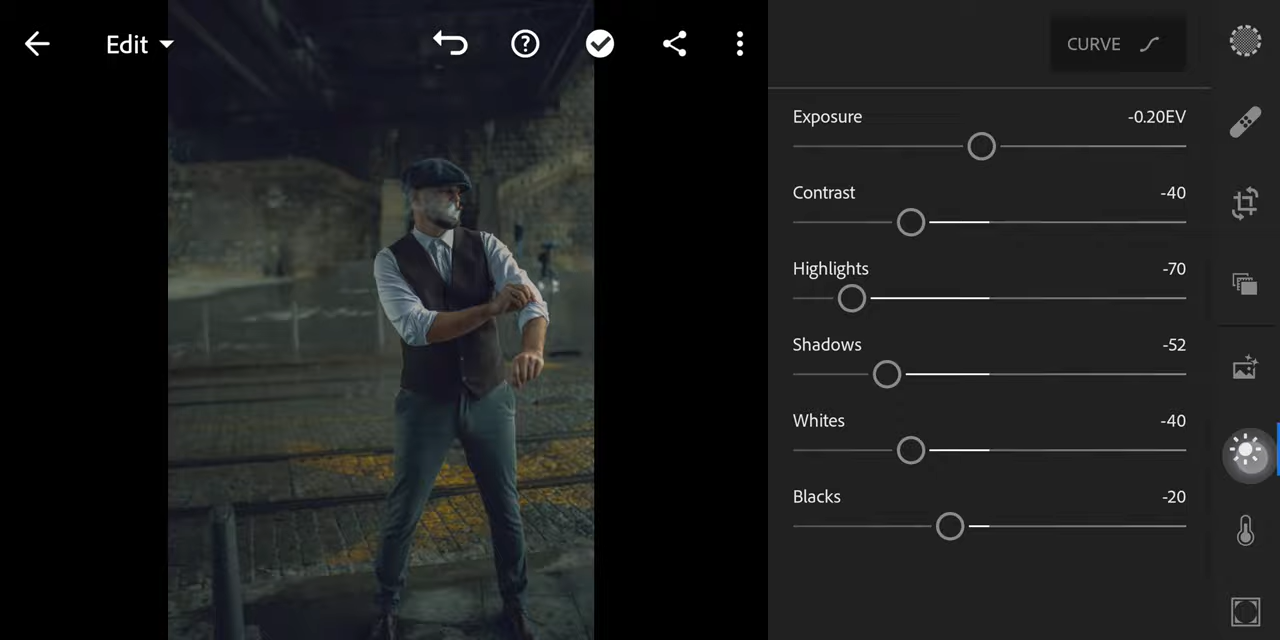 Edit
CURVE
Exposure -0.20EV
Contrast -40
Highlights -70
Shadows -52
Whites -40
Blacks -20